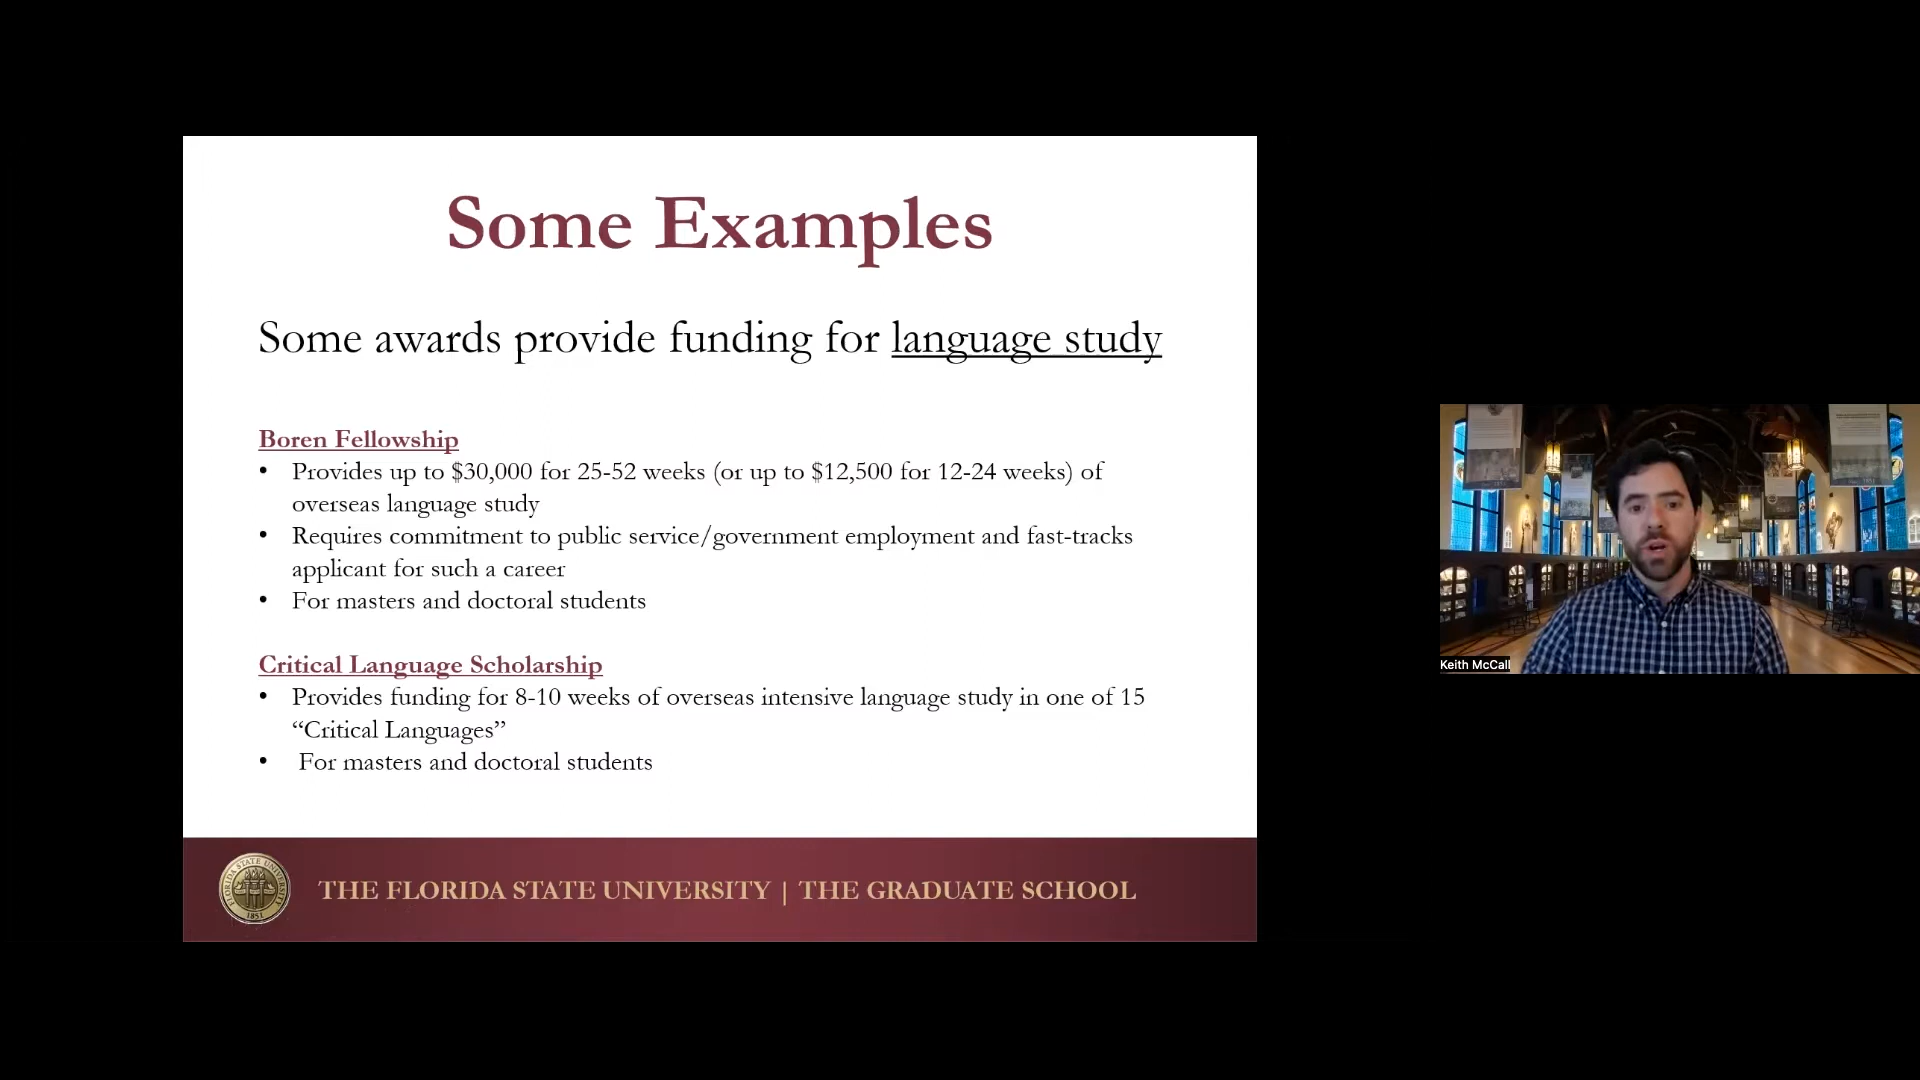 Some Examples
Some awards provide funding for language study
Boren Fellowship
• Provides up to $30,000 for 25-52 weeks (or up to $12,500 for 12-24 weeks) of
overseas language study
• Requires commitment to public service/government employment and fast-tracks
applicant for such a career
• For masters and doctoral students
Critical Language Scholarship
• Provides funding for 8-10 weeks of overseas intensive language study in one of 15
“Critical Languages”
• For masters and doctoral students
FLORIDA STATE UNIVERSITY
1851
THE FLORIDA STATE UNIVERSITY | THE GRADUATE SCHOOL
Keith McCall